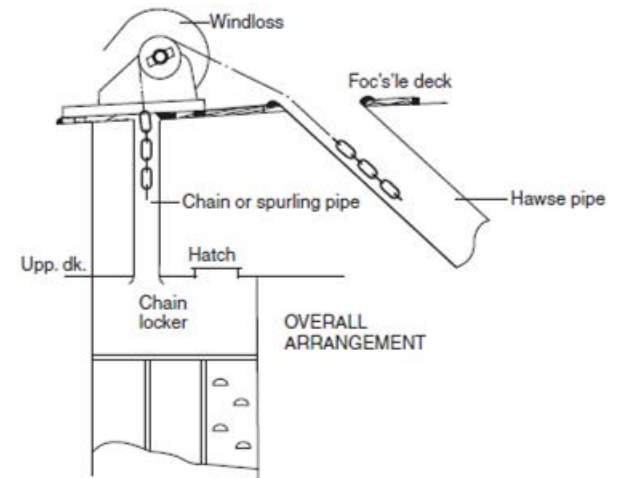 Windloss
Foc's'le deck
Chain or spurling pipe
Hawse pipe
Upp. dk.
Hatch
Chain
locker
OVERALL
ARRANGEMENT